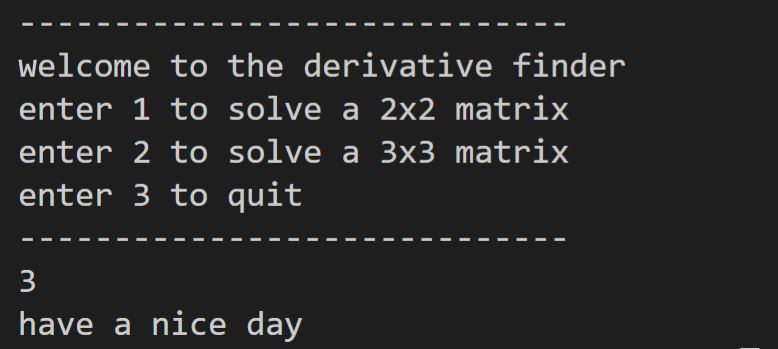 -----------------------------
welcome to the derivative finder
enter 1 to solve a 2x2 matrix
enter 2 to solve a 3x3 matrix
enter 3 to quit
-----------------------------
3
have a nice day